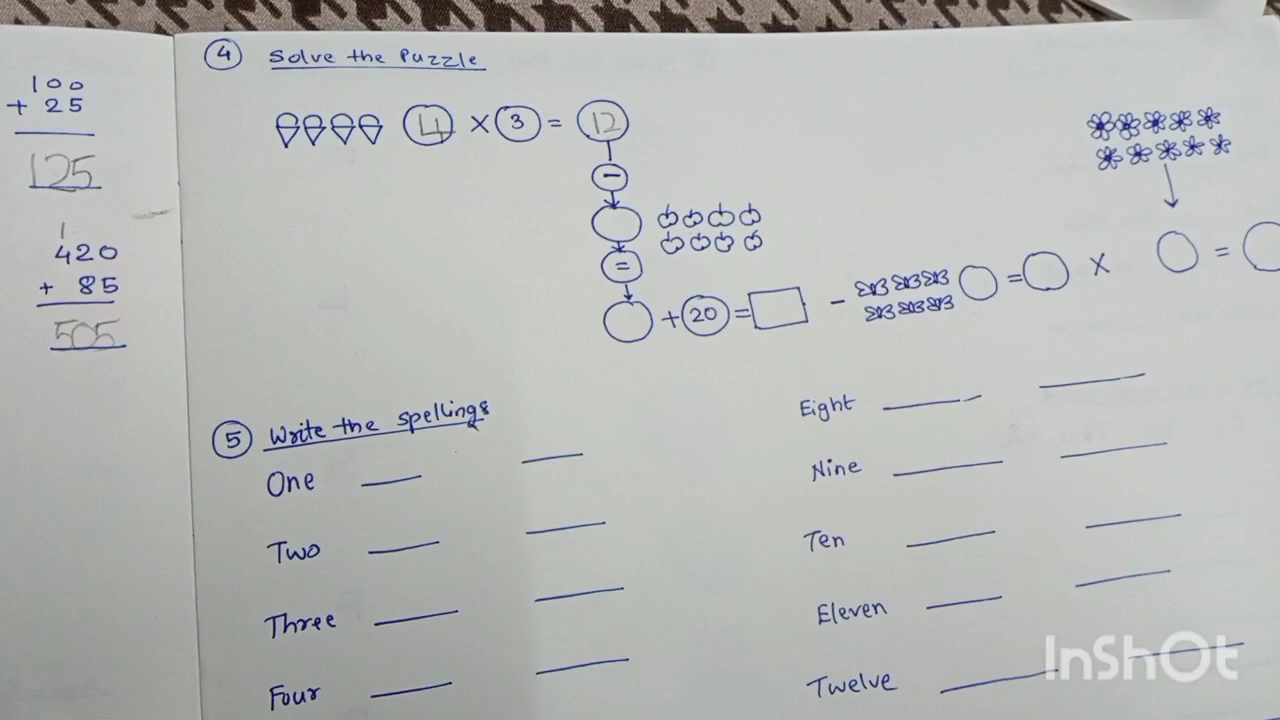 100
+ 25
125
1
420
+ 85
505
4 Solve the Puzzle
4 × 3 = 12
−
=
+ 20 = − = × =
5 Write the spellings
One
Two
Three
Four
Eight
Nine
Ten
Eleven
Twelve
InShOt